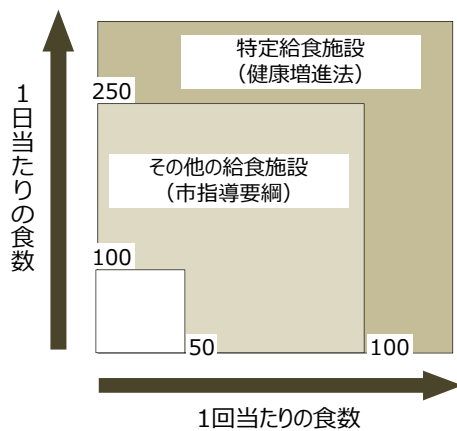 特定給食施設
（健康増進法）
250
1日当たりの食数
その他の給食施設
（市指導要綱）
100
50
100
1回当たりの食数